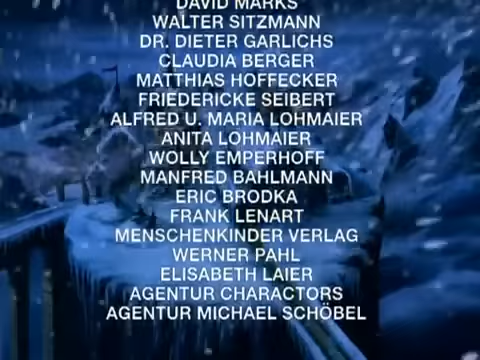 DAVID MARKS
WALTER SITZMANN
DR. DIETER GARLICHS
CLAUDIA BERGER
MATTHIAS HOFFECKER
FRIEDERICKE SEIBERT
ALFRED U. MARIA LOHMAIER
ANITA LOHMAIER
WOLLY EMPERHOFF
MANFRED BAHLMANN
ERIC BRODKA
FRANK LENART
MENSCHENKINDER VERLAG
WERNER PAHL
ELISABETH LAIER
AGENTUR CHARACTORS
AGENTUR MICHAEL SCHÖBEL